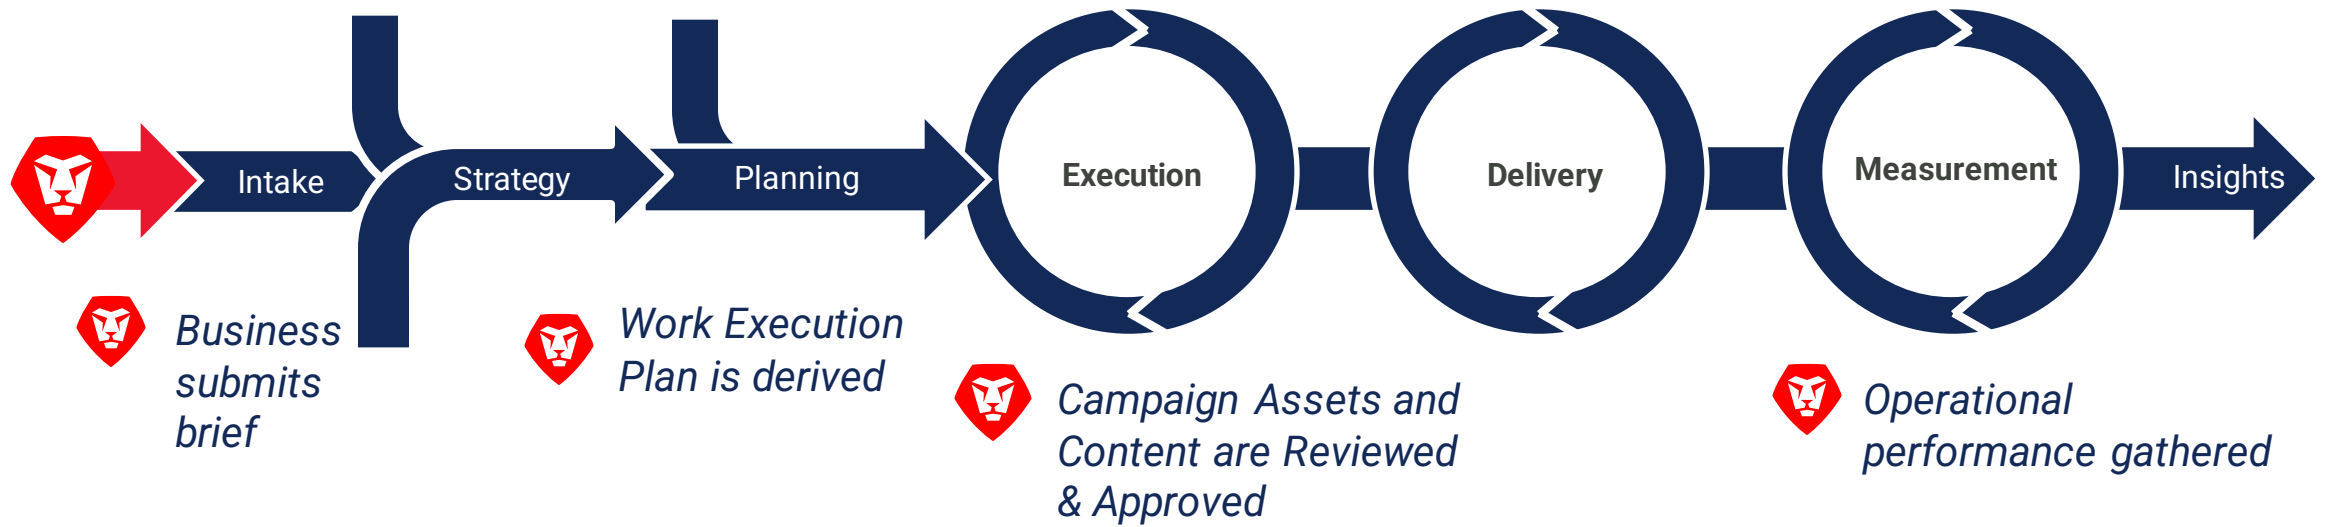 Intake
Strategy
Planning
Execution
Delivery
Measurement
Insights
Business
submits
brief
Work Execution
Plan is derived
Campaign Assets and
Content are Reviewed
& Approved
Operational
performance gathered